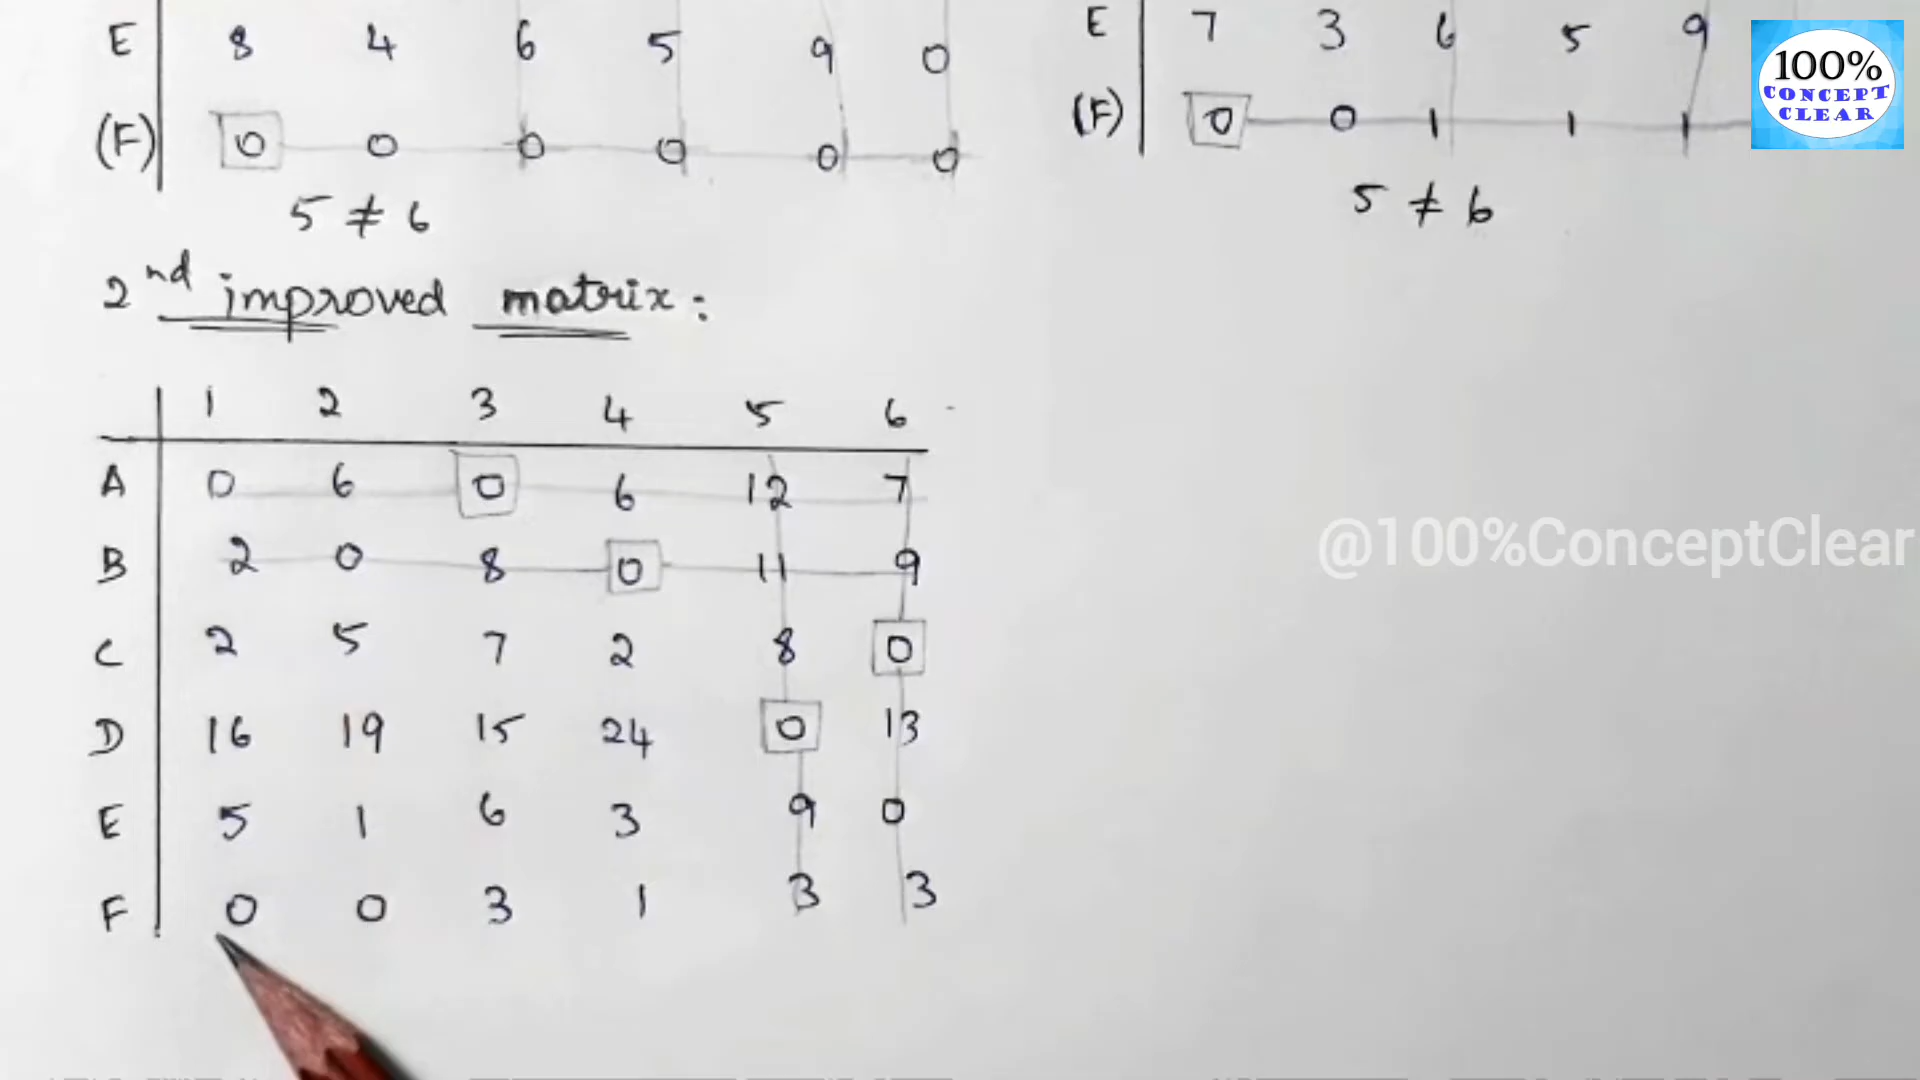 E 8 4 6 5 9 0
(F) 0 0 0 0 0 0
5 ≠ 6
E 7 3 6 5 9
(F) 0 0 1 1 1
5 ≠ 6
100%
CONCEPT
CLEAR
2nd improved matrix:
1 2 3 4 5 6
A 0 6 0 6 12 7
B 2 0 8 0 11 9
@100%ConceptClear
C 2 5 7 2 8 0
D 16 19 15 24 0 13
E 5 1 6 3 9 0
F 0 0 3 1 3 3